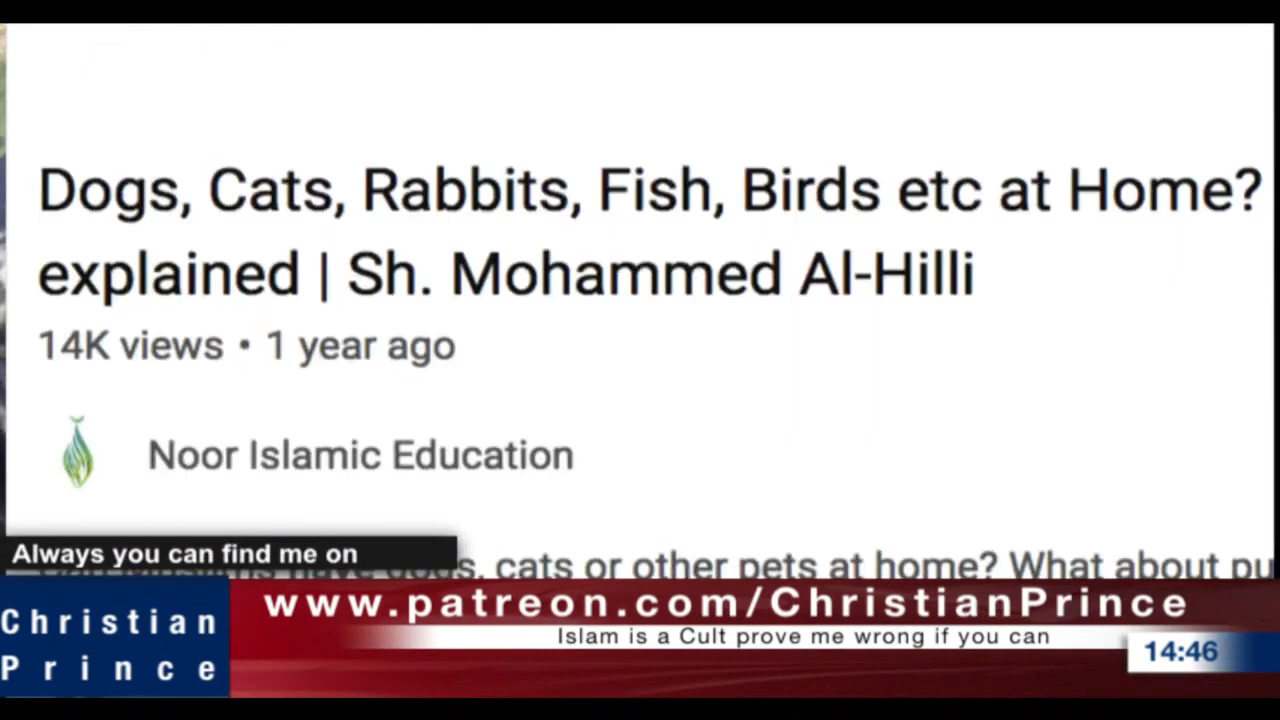 Dogs, Cats, Rabbits, Fish, Birds etc at Home?
explained | Sh. Mohammed Al-Hilli
14K views • 1 year ago
Noor Islamic Education
Always you can find me on
cats or other pets at home? What about pu
www.patreon.com/ChristianPrince
Islam is a Cult prove me wrong if you can
Christian
Prince
14:46